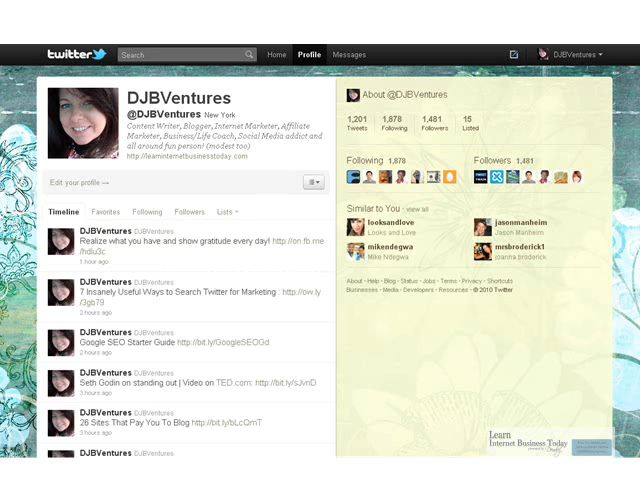 twitter
Search
Home Profile Messages
DJBVentures
DJBVentures
@DJBVentures New York
Content Writer, Blogger, Internet Marketer, Affiliate
Marketer, Business/Life Coach, Social Media addict and
all around fun person! (modest too)
http://learninternetbusinesstoday.com
Edit your profile →
Timeline Favorites Following Followers Lists
DJBVentures DJBVentures
Realize what you have and show gratitude every day! http://on.fb.me
/hdlu3c
1 hour ago
DJBVentures DJBVentures
7 Insanely Useful Ways to Search Twitter for Marketing : http://ow.ly
/3gb79
2 hours ago
DJBVentures DJBVentures
Google SEO Starter Guide http://bit.ly/GoogleSEOGd
2 hours ago
DJBVentures DJBVentures
Seth Godin on standing out | Video on TED.com: http://bit.ly/sJvnD
3 hours ago
DJBVentures DJBVentures
26 Sites That Pay You To Blog http://bit.ly/bLcQmT
3 hours ago
DJBVentures DJBVentures
About @DJBVentures
1,201 1,878 1,481 15
Tweets Following Followers Listed
Following 1,878 Followers 1,481
Similar to You · view all
looksandlove jasonmanheim
Looks and Love Jason Manheim
mikendegwa mrsbroderick1
Mike Ndegwa joanna broderick
About · Help · Blog · Status · Jobs · Terms · Privacy · Shortcuts
Businesses · Media · Developers · Resources · © 2010 Twitter
Learn
Internet Business Today